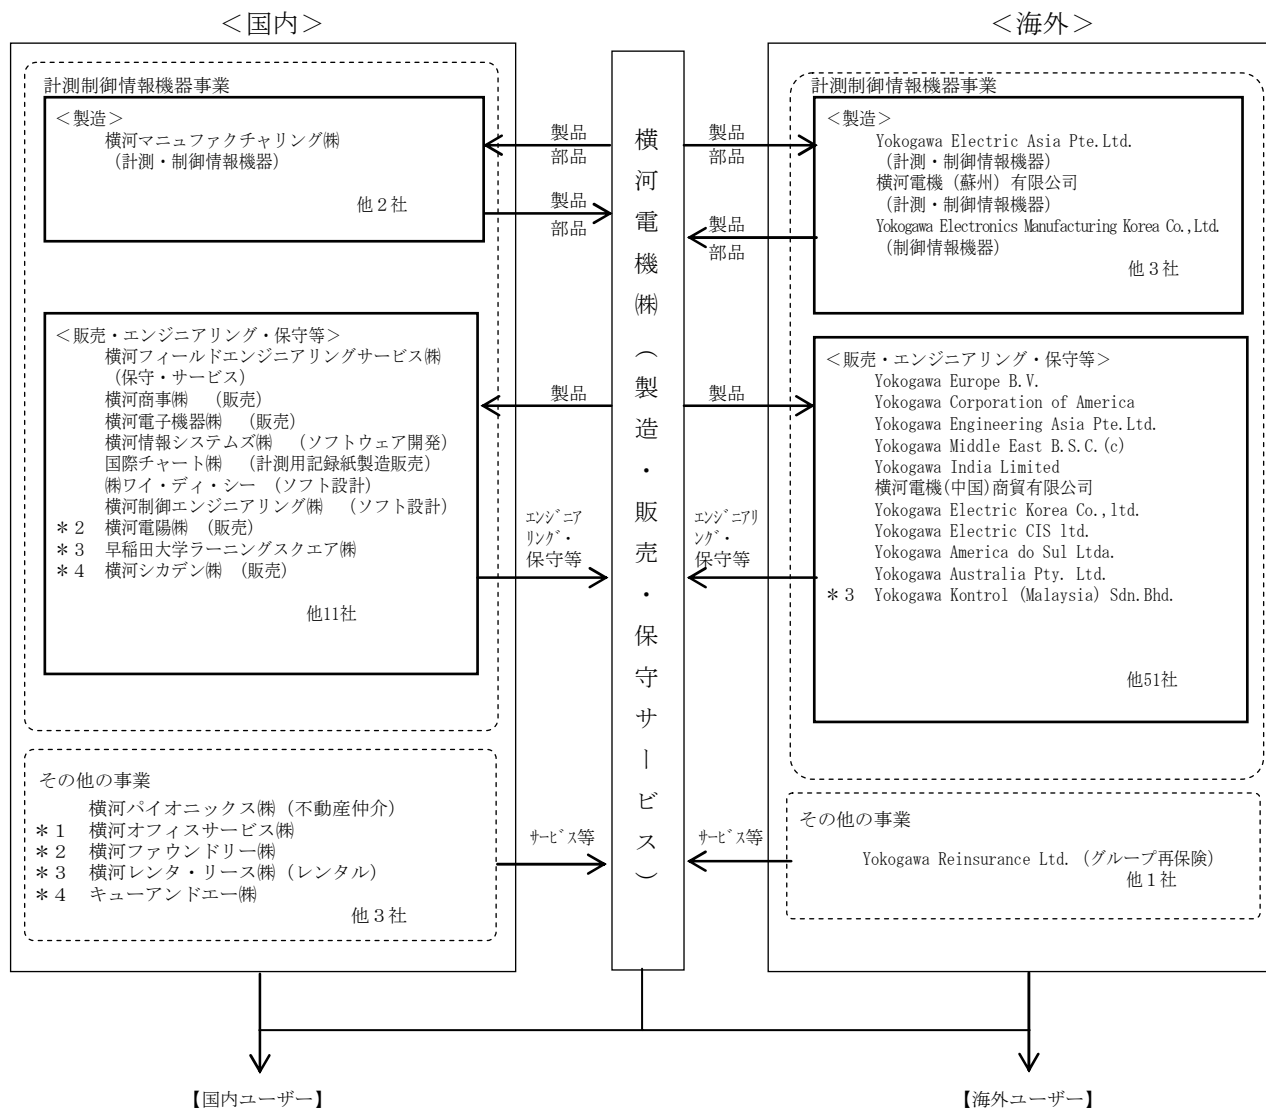 ＜国内＞
＜海外＞
計測制御情報機器事業
＜製造＞
横河マニュファクチャリング㈱
（計測・制御情報機器）
他２社
＜販売・エンジニアリング・保守等＞
横河フィールドエンジニアリングサービス㈱
（保守・サービス）
横河商事㈱　（販売）
横河電子機器㈱　（販売）
横河情報システムズ㈱　（ソフトウェア開発）
国際チャート㈱　（計測用記録紙製造販売）
㈱ワイ・ディ・シー　（ソフト設計）
横河制御エンジニアリング㈱　（ソフト設計）
＊２　横河電陽㈱　（販売）
＊３　早稲田大学ラーニングスクエア㈱
＊４　横河シカデン㈱　（販売）
他11社
その他の事業
横河パイオニックス㈱（不動産仲介）
＊１　横河オフィスサービス㈱
＊２　横河ファウンドリー㈱
＊３　横河レンタ・リース㈱（レンタル）
＊４　キューアンドエー㈱
他３社
製品
部品
製品
部品
製品
ｴﾝｼﾞﾆｱ
ﾘﾝｸﾞ・
保守等
ｻｰﾋﾞｽ等
横河電機㈱（製造・販売・保守サービス）
製品
部品
製品
部品
製品
ｴﾝｼﾞﾆｱﾘ
ﾝｸﾞ・
保守等
ｻｰﾋﾞｽ等
計測制御情報機器事業
＜製造＞
Yokogawa Electric Asia Pte.Ltd.
（計測・制御情報機器）
横河電機（蘇州）有限公司
（計測・制御情報機器）
Yokogawa Electronics Manufacturing Korea Co.,Ltd.
（制御情報機器）
他３社
＜販売・エンジニアリング・保守等＞
Yokogawa Europe B.V.
Yokogawa Corporation of America
Yokogawa Engineering Asia Pte.Ltd.
Yokogawa Middle East B.S.C.(c)
Yokogawa India Limited
横河電機(中国)商貿有限公司
Yokogawa Electric Korea Co.,ltd.
Yokogawa Electric CIS ltd.
Yokogawa America do Sul Ltda.
Yokogawa Australia Pty. Ltd.
＊３　Yokogawa Kontrol (Malaysia) Sdn.Bhd.
他51社
その他の事業
Yokogawa Reinsurance Ltd.（グループ再保険）
他１社
【国内ユーザー】
【海外ユーザー】